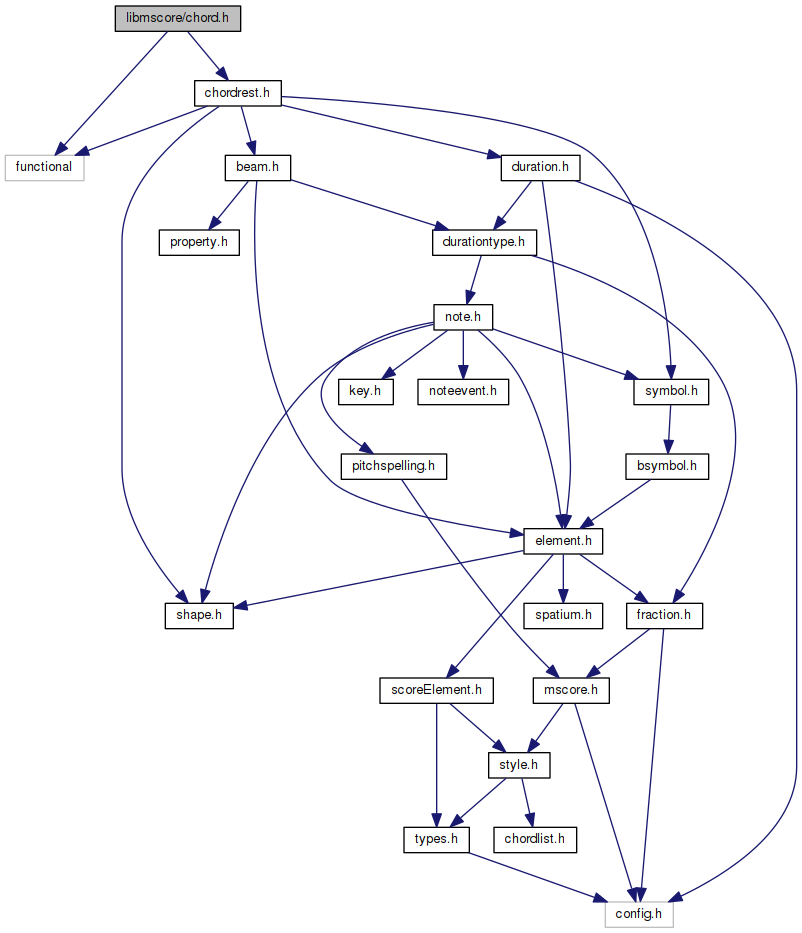 libmscore/chord.h
chordrest.h
functional
beam.h
duration.h
property.h
durationtype.h
note.h
key.h
noteevent.h
symbol.h
pitchspelling.h
bsymbol.h
element.h
shape.h
spatium.h
fraction.h
scoreElement.h
mscore.h
style.h
types.h
chordlist.h
config.h